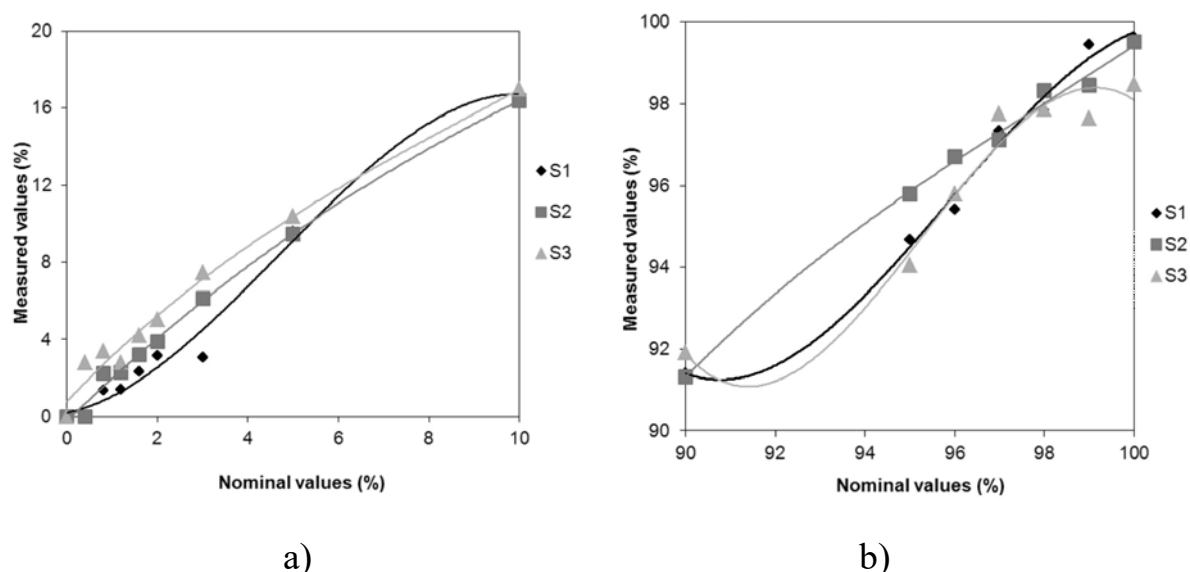 20
16
12
8
4
0
0 2 4 6 8 10
Measured values (%)
Nominal values (%)
S1
S2
S3
a)
100
98
96
94
92
90
90 92 94 96 98 100
Measured values (%)
Nominal values (%)
S1
S2
S3
b)